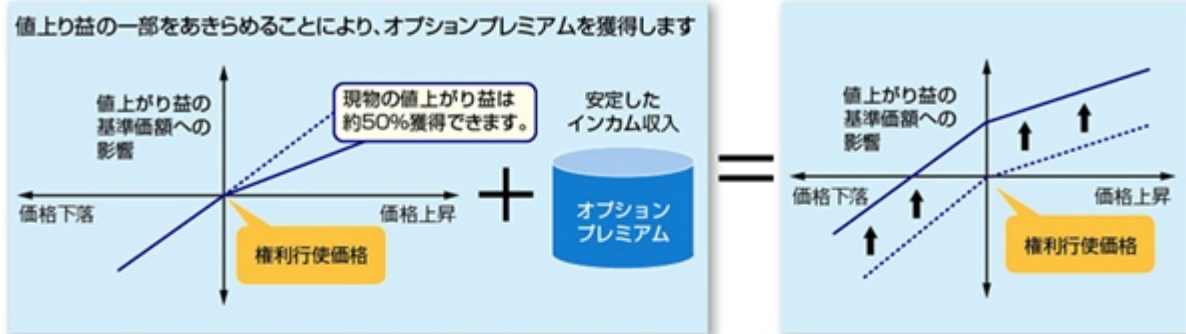 値上り益の一部をあきらめることにより、オプションプレミアムを獲得します
値上がり益の
基準価額への
影響
現物の値上がり益は
約50%獲得できます。
安定した
インカム収入
価格下落
価格上昇
権利行使価格
オプション
プレミアム
値上がり益の
基準価額への
影響
価格下落
価格上昇
権利行使価格